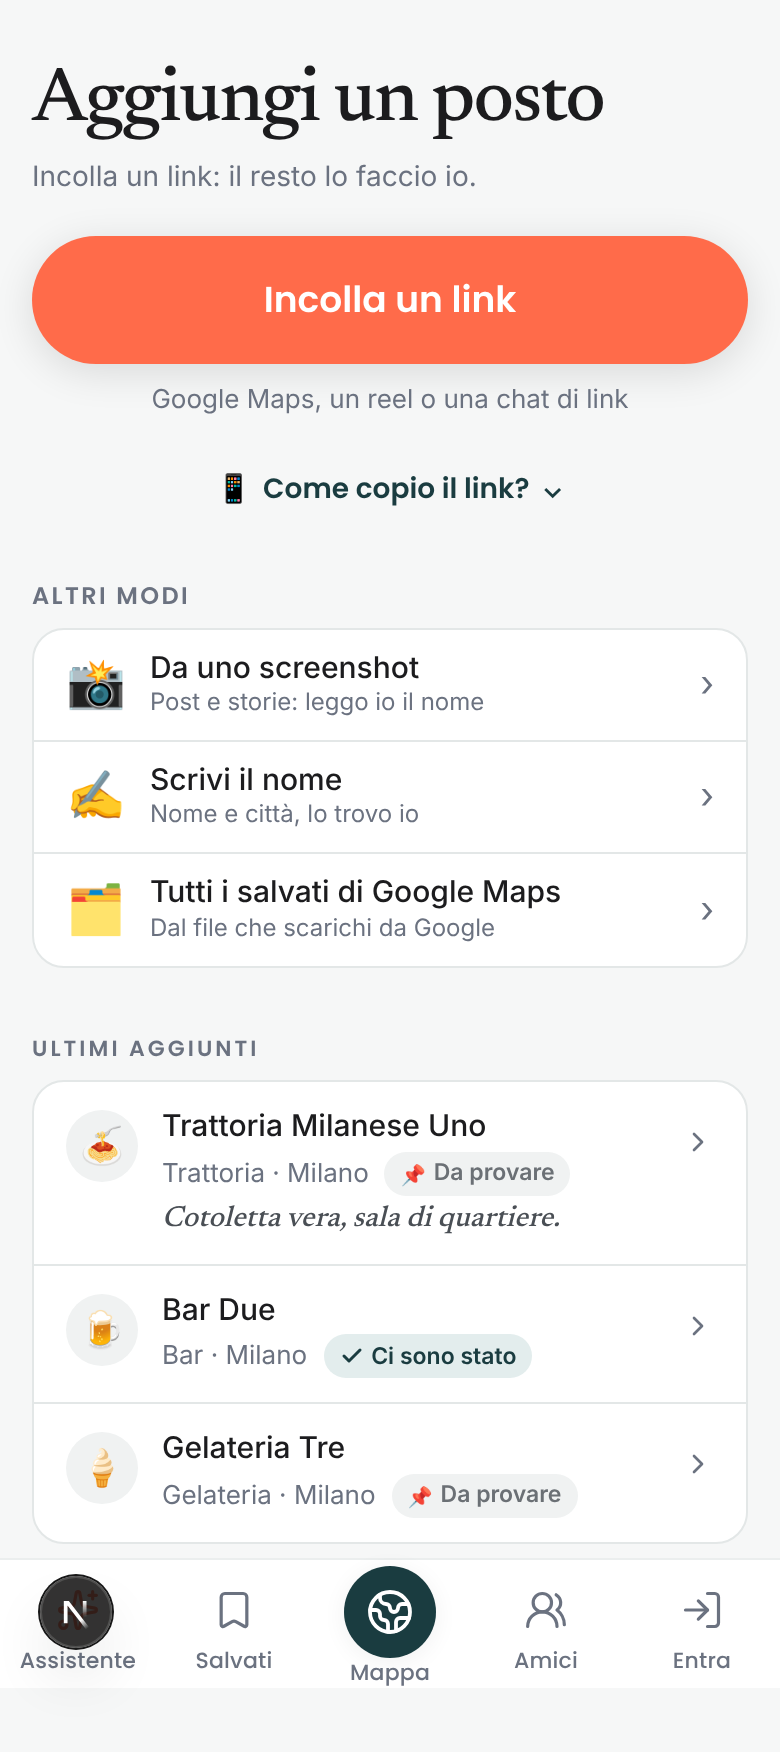 Aggiungi un posto
Incolla un link: il resto lo faccio io.
Incolla un link
Google Maps, un reel o una chat di link
Come copio il link?
ALTRI MODI
Da uno screenshot
Post e storie: leggo io il nome
Scrivi il nome
Nome e città, lo trovo io
Tutti i salvati di Google Maps
Dal file che scarichi da Google
ULTIMI AGGIUNTI
Trattoria Milanese Uno
Trattoria · Milano Da provare
Cotoletta vera, sala di quartiere.
Bar Due
Bar · Milano Ci sono stato
Gelateria Tre
Gelateria · Milano Da provare
N
Assistente Salvati Mappa Amici Entra